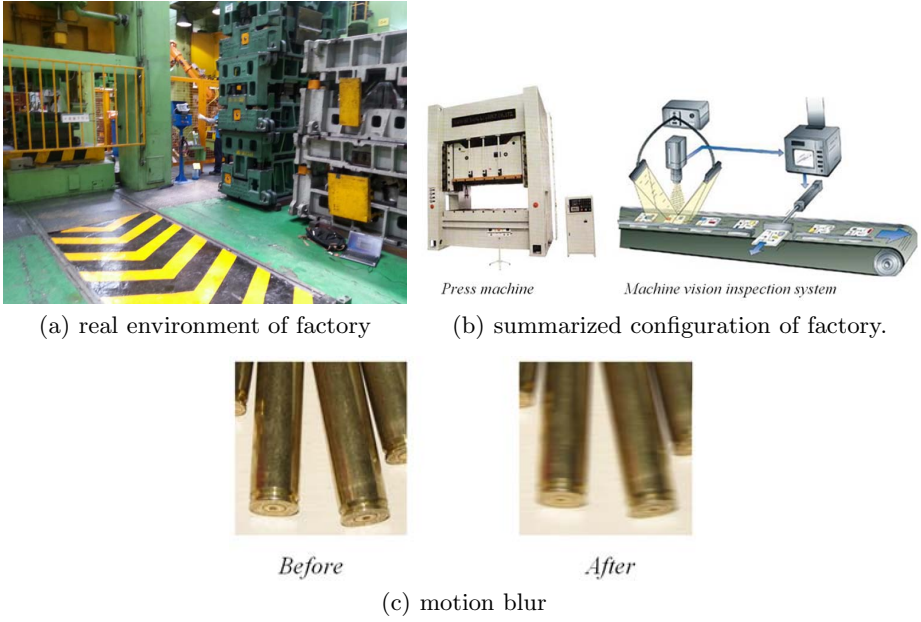 (a) real environment of factory
Press machine
Machine vision inspection system
(b) summarized configuration of factory.
Before
After
(c) motion blur